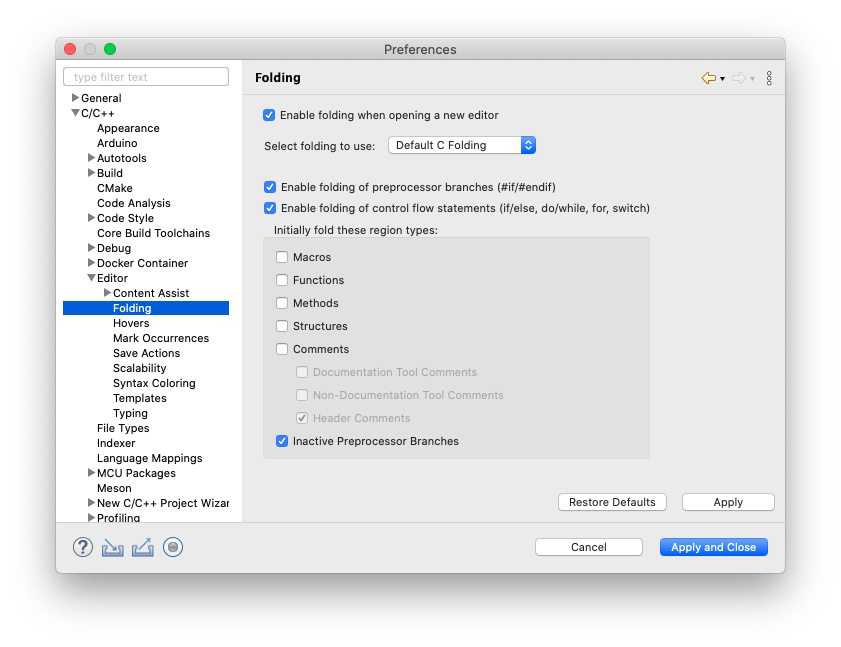 Preferences
type filter text
General
C/C++
Appearance
Arduino
Autotools
Build
CMake
Code Analysis
Code Style
Core Build Toolchains
Debug
Docker Container
Editor
Content Assist
Folding
Hovers
Mark Occurrences
Save Actions
Scalability
Syntax Coloring
Templates
Typing
File Types
Indexer
Language Mappings
MCU Packages
Meson
New C/C++ Project Wizar
Profiling
Folding
Enable folding when opening a new editor
Select folding to use: Default C Folding
Enable folding of preprocessor branches (#if/#endif)
Enable folding of control flow statements (if/else, do/while, for, switch)
Initially fold these region types:
Macros
Functions
Methods
Structures
Comments
Documentation Tool Comments
Non-Documentation Tool Comments
Header Comments
Inactive Preprocessor Branches
Restore Defaults Apply
? Cancel Apply and Close